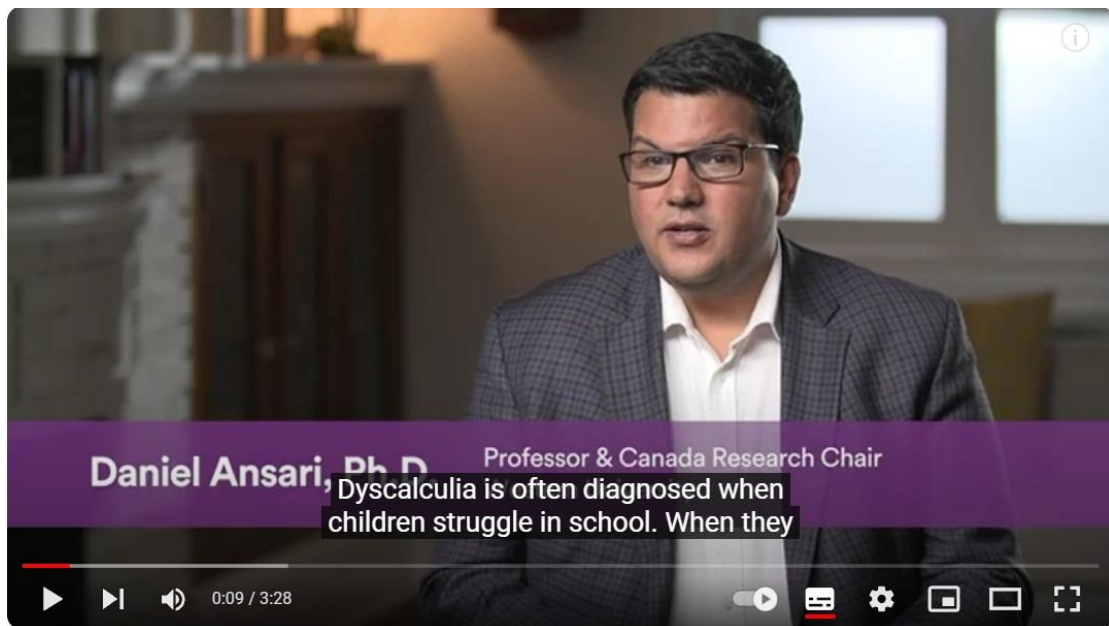 Daniel Ansari, Ph.D.
Professor & Canada Research Chair
Dyscalculia is often diagnosed when
children struggle in school. When they
0:09 / 3:28